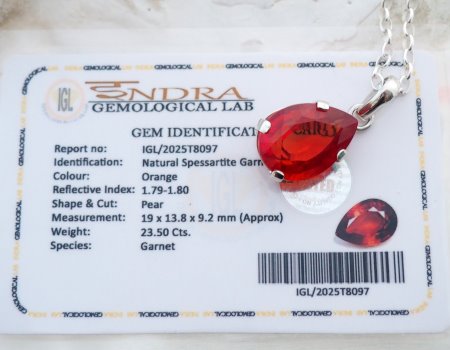 IGL
INDRA
GEMOLOGICAL LAB
GEM IDENTIFICAT
Report no: IGL/2025T8097
Identification: Natural Spessartite Garn
Colour: Orange
Reflective Index: 1.79-1.80
Shape & Cut: Pear
Measurement: 19 x 13.8 x 9.2 mm (Approx)
Weight: 23.50 Cts.
Species: Garnet
IGL/2025T8097